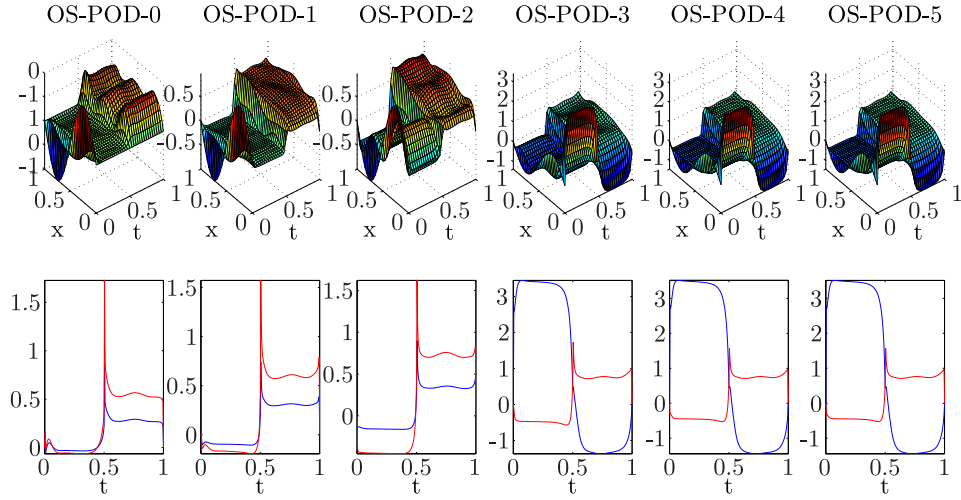 OS-POD-0 OS-POD-1 OS-POD-2 OS-POD-3 OS-POD-4 OS-POD-5
0 -1 1 0 -1 1 0.5 0 0 0.5 1 x t
0.5 0 -0.5 1 0.5 0 0 0.5 1 x t
0.5 0 -0.5 1 0.5 0 0 0.5 1 x t
3 2 1 0 -1 1 0.5 0 0 0.5 1 x t
3 2 1 0 -1 1 0.5 0 0 0.5 1 x t
3 2 1 0 -1 1 0.5 0 0 0.5 1 x t
1.5 1 0.5 0 0 0.5 1 t
1.5 1 0.5 0 0 0.5 1 t
1.5 1 0.5 0 0 0.5 1 t
3 2 1 0 -1 0 0.5 1 t
3 2 1 0 -1 0 0.5 1 t
3 2 1 0 -1 0 0.5 1 t